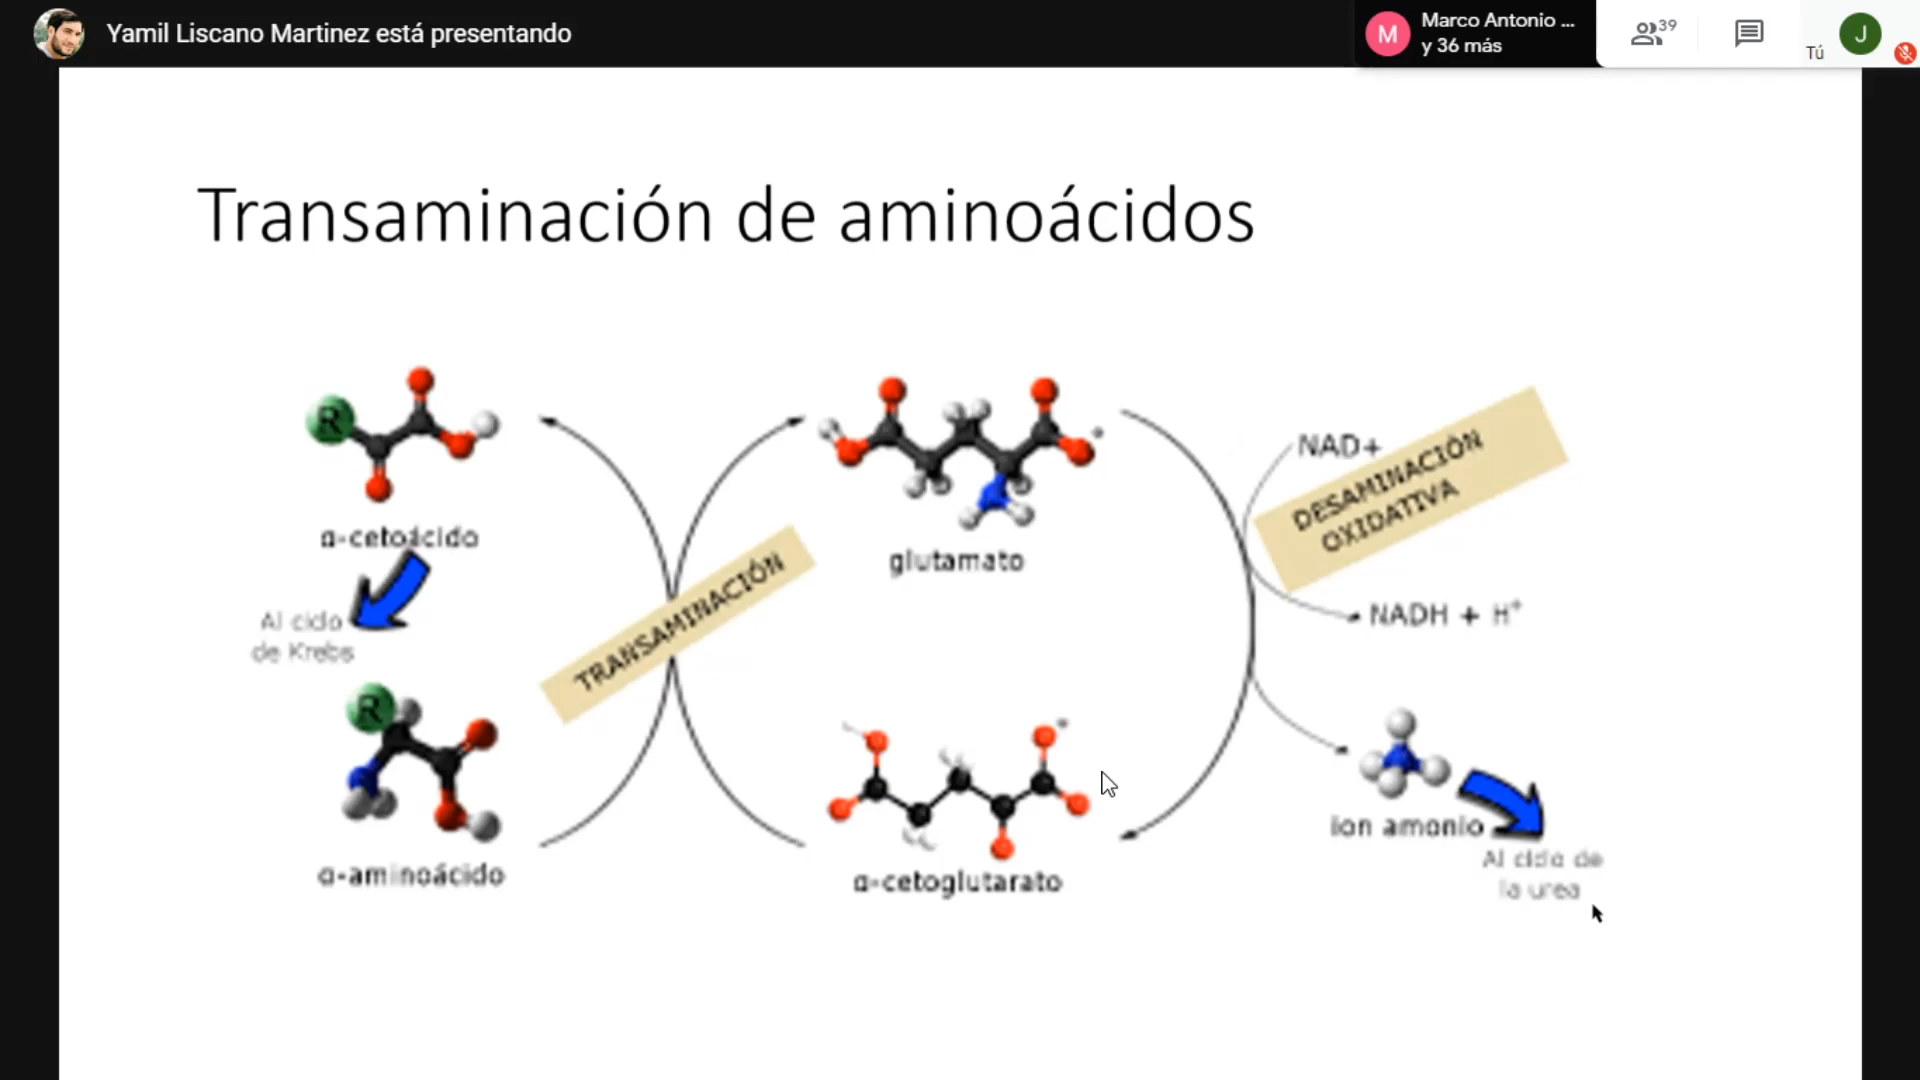 Yamil Liscano Martinez está presentando
Marco Antonio ...
y 36 más
M
39
Tú
J
Transaminación de aminoácidos
R
α-cetoácido
Al ciclo
de Krebs
R
α-aminoácido
TRANSAMINACIÓN
glutamato
α-cetoglutarato
NAD+
DESAMINACIÓN
OXIDATIVA
NADH + H⁺
ion amonio
Al ciclo de
la urea